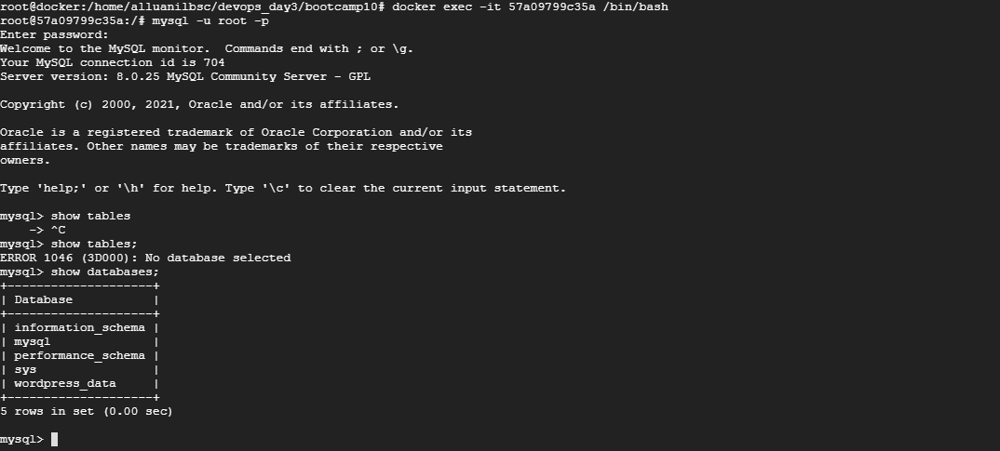 root@docker:/home/alluanilbsc/devops_day3/bootcamp10# docker exec -it 57a09799c35a /bin/bash
root@57a09799c35a:/# mysql -u root -p
Enter password:
Welcome to the MySQL monitor.  Commands end with ; or \g.
Your MySQL connection id is 704
Server version: 8.0.25 MySQL Community Server - GPL

Copyright (c) 2000, 2021, Oracle and/or its affiliates.

Oracle is a registered trademark of Oracle Corporation and/or its
affiliates. Other names may be trademarks of their respective
owners.

Type 'help;' or '\h' for help. Type '\c' to clear the current input statement.

mysql> show tables
    -> ^C
mysql> show tables;
ERROR 1046 (3D000): No database selected
mysql> show databases;
+--------------------+
| Database           |
+--------------------+
| information_schema |
| mysql              |
| performance_schema |
| sys                |
| wordpress_data     |
+--------------------+
5 rows in set (0.00 sec)

mysql>